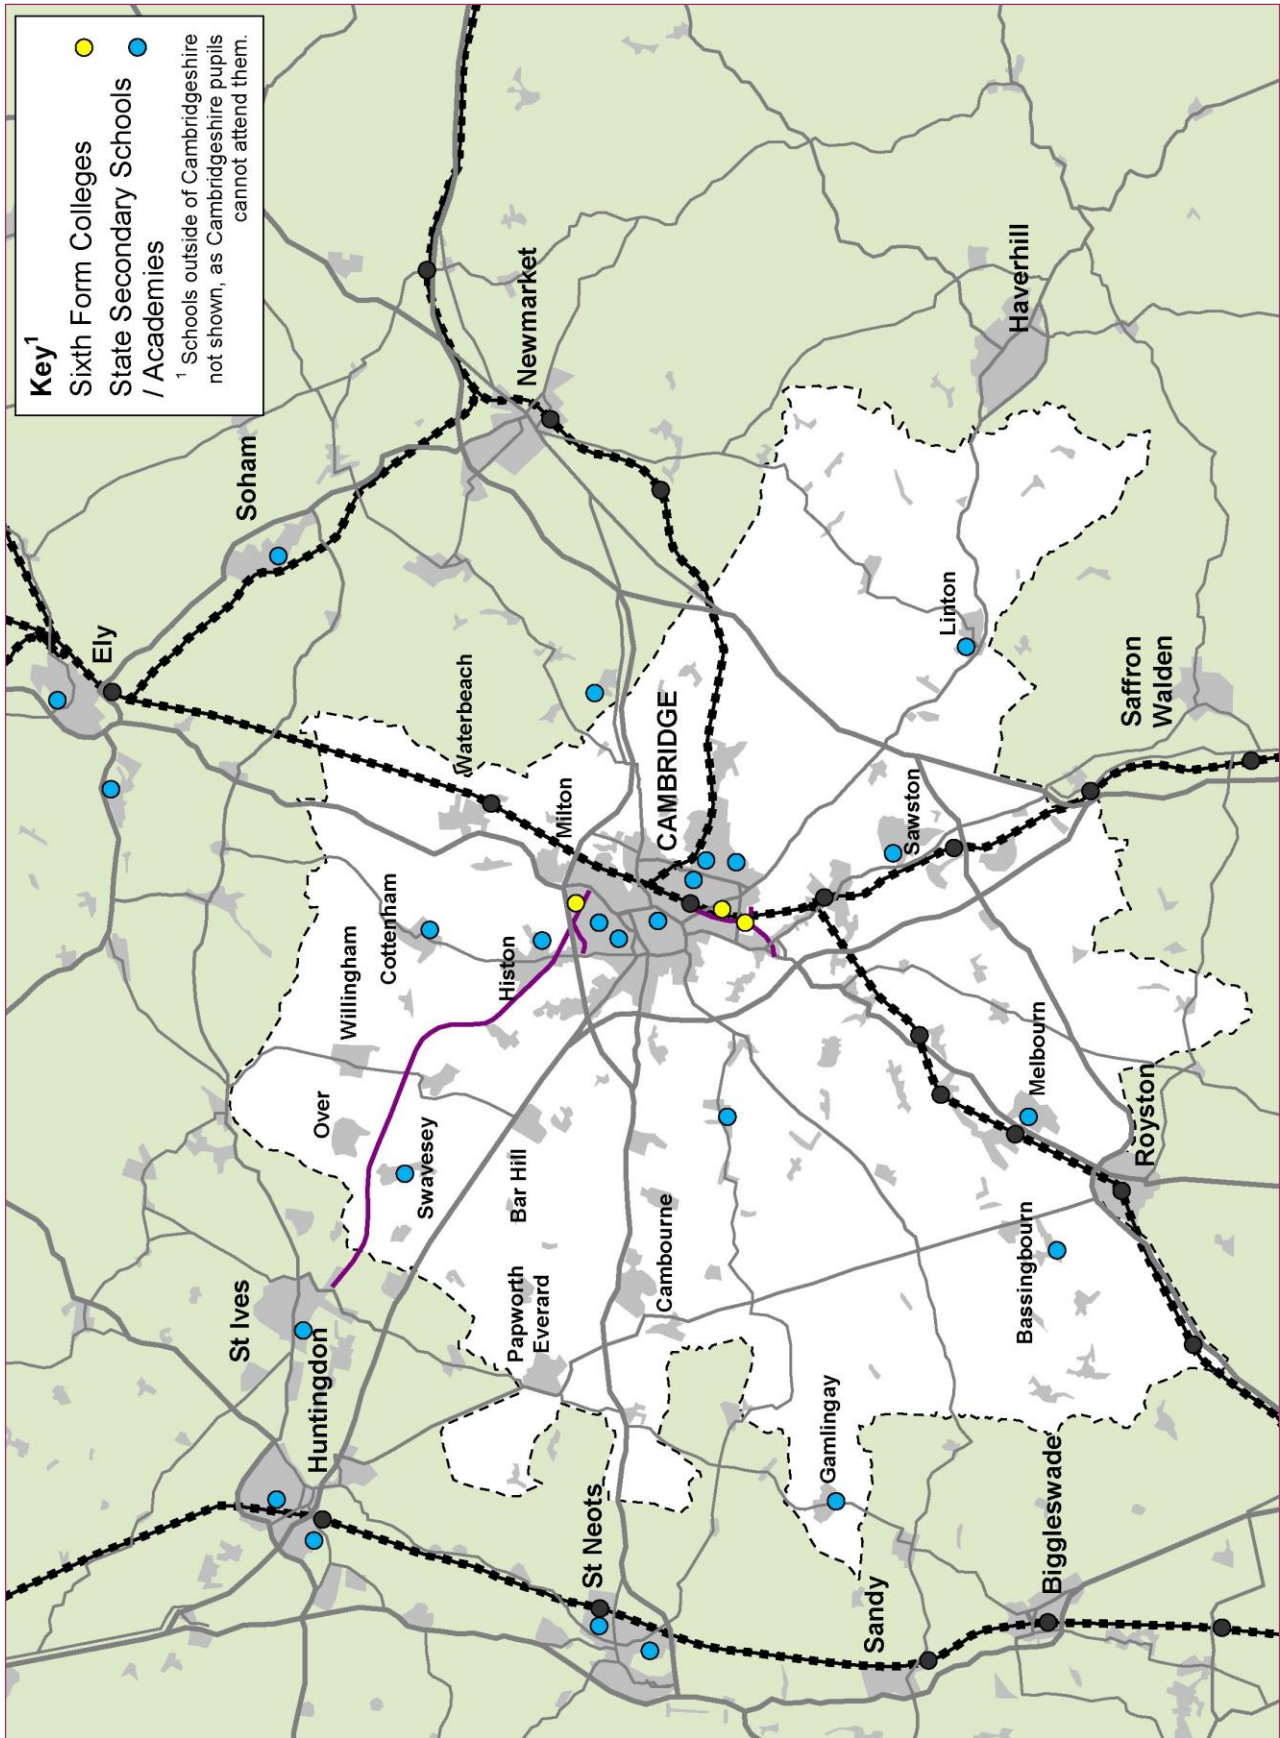 Key¹
Sixth Form Colleges
State Secondary Schools
/ Academies
¹ Schools outside of Cambridgeshire
not shown, as Cambridgeshire pupils
cannot attend them.
Ely
Soham
Newmarket
Haverhill
Waterbeach
Milton
CAMBRIDGE
Linton
Saffron
Walden
Sawston
Cottenham
Willingham
Histon
Over
Swavesey
Bar Hill
Melbourn
Royston
St Ives
Huntingdon
Papworth
Everard
Cambourne
Bassingbourn
Gamlingay
St Neots
Sandy
Biggleswade